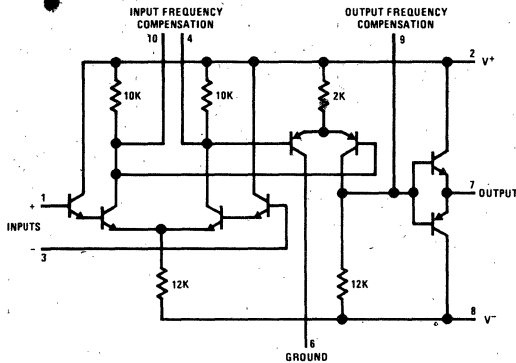 INPUT FREQUENCY
COMPENSATION
10 4
OUTPUT FREQUENCY
COMPENSATION
9
2 V+
10K
10K
2K
1
+
INPUTS
−
3
7 OUTPUT
12K
12K
8 V−
6
GROUND